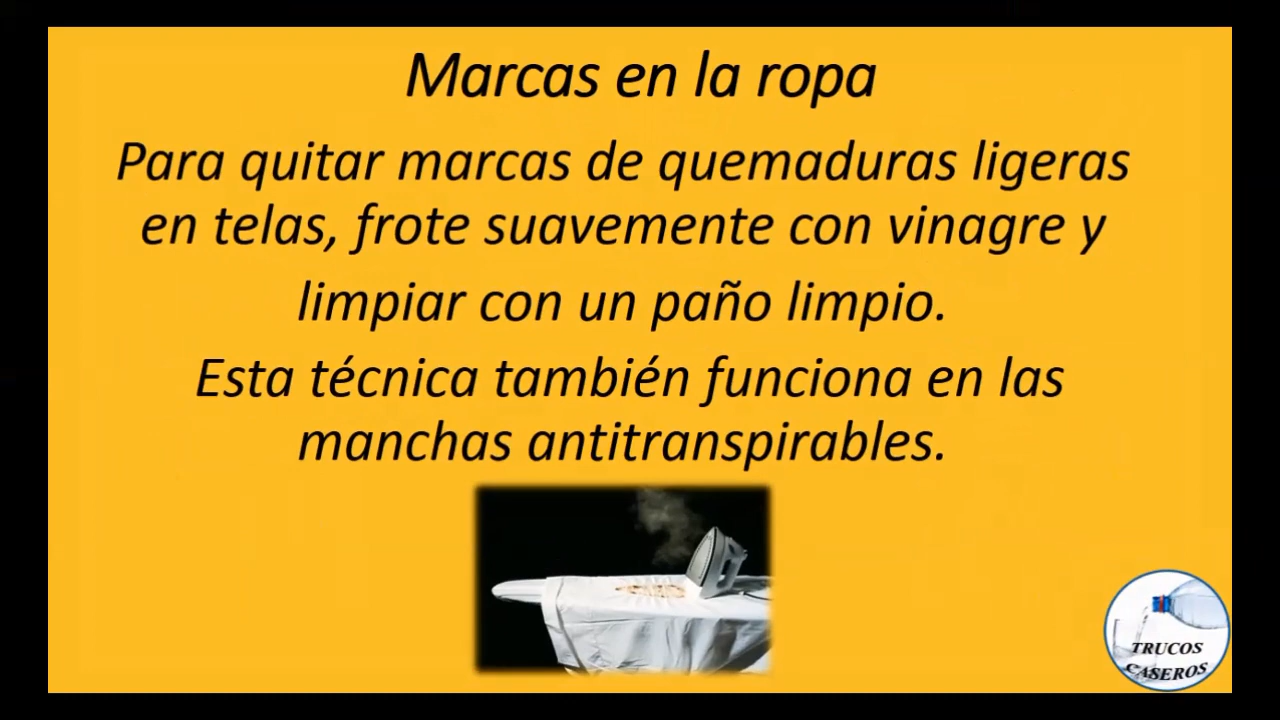 Marcas en la ropa
Para quitar marcas de quemaduras ligeras
en telas, frote suavemente con vinagre y
limpiar con un paño limpio.
Esta técnica también funciona en las
manchas antitranspirables.
TRUCOS
CASEROS